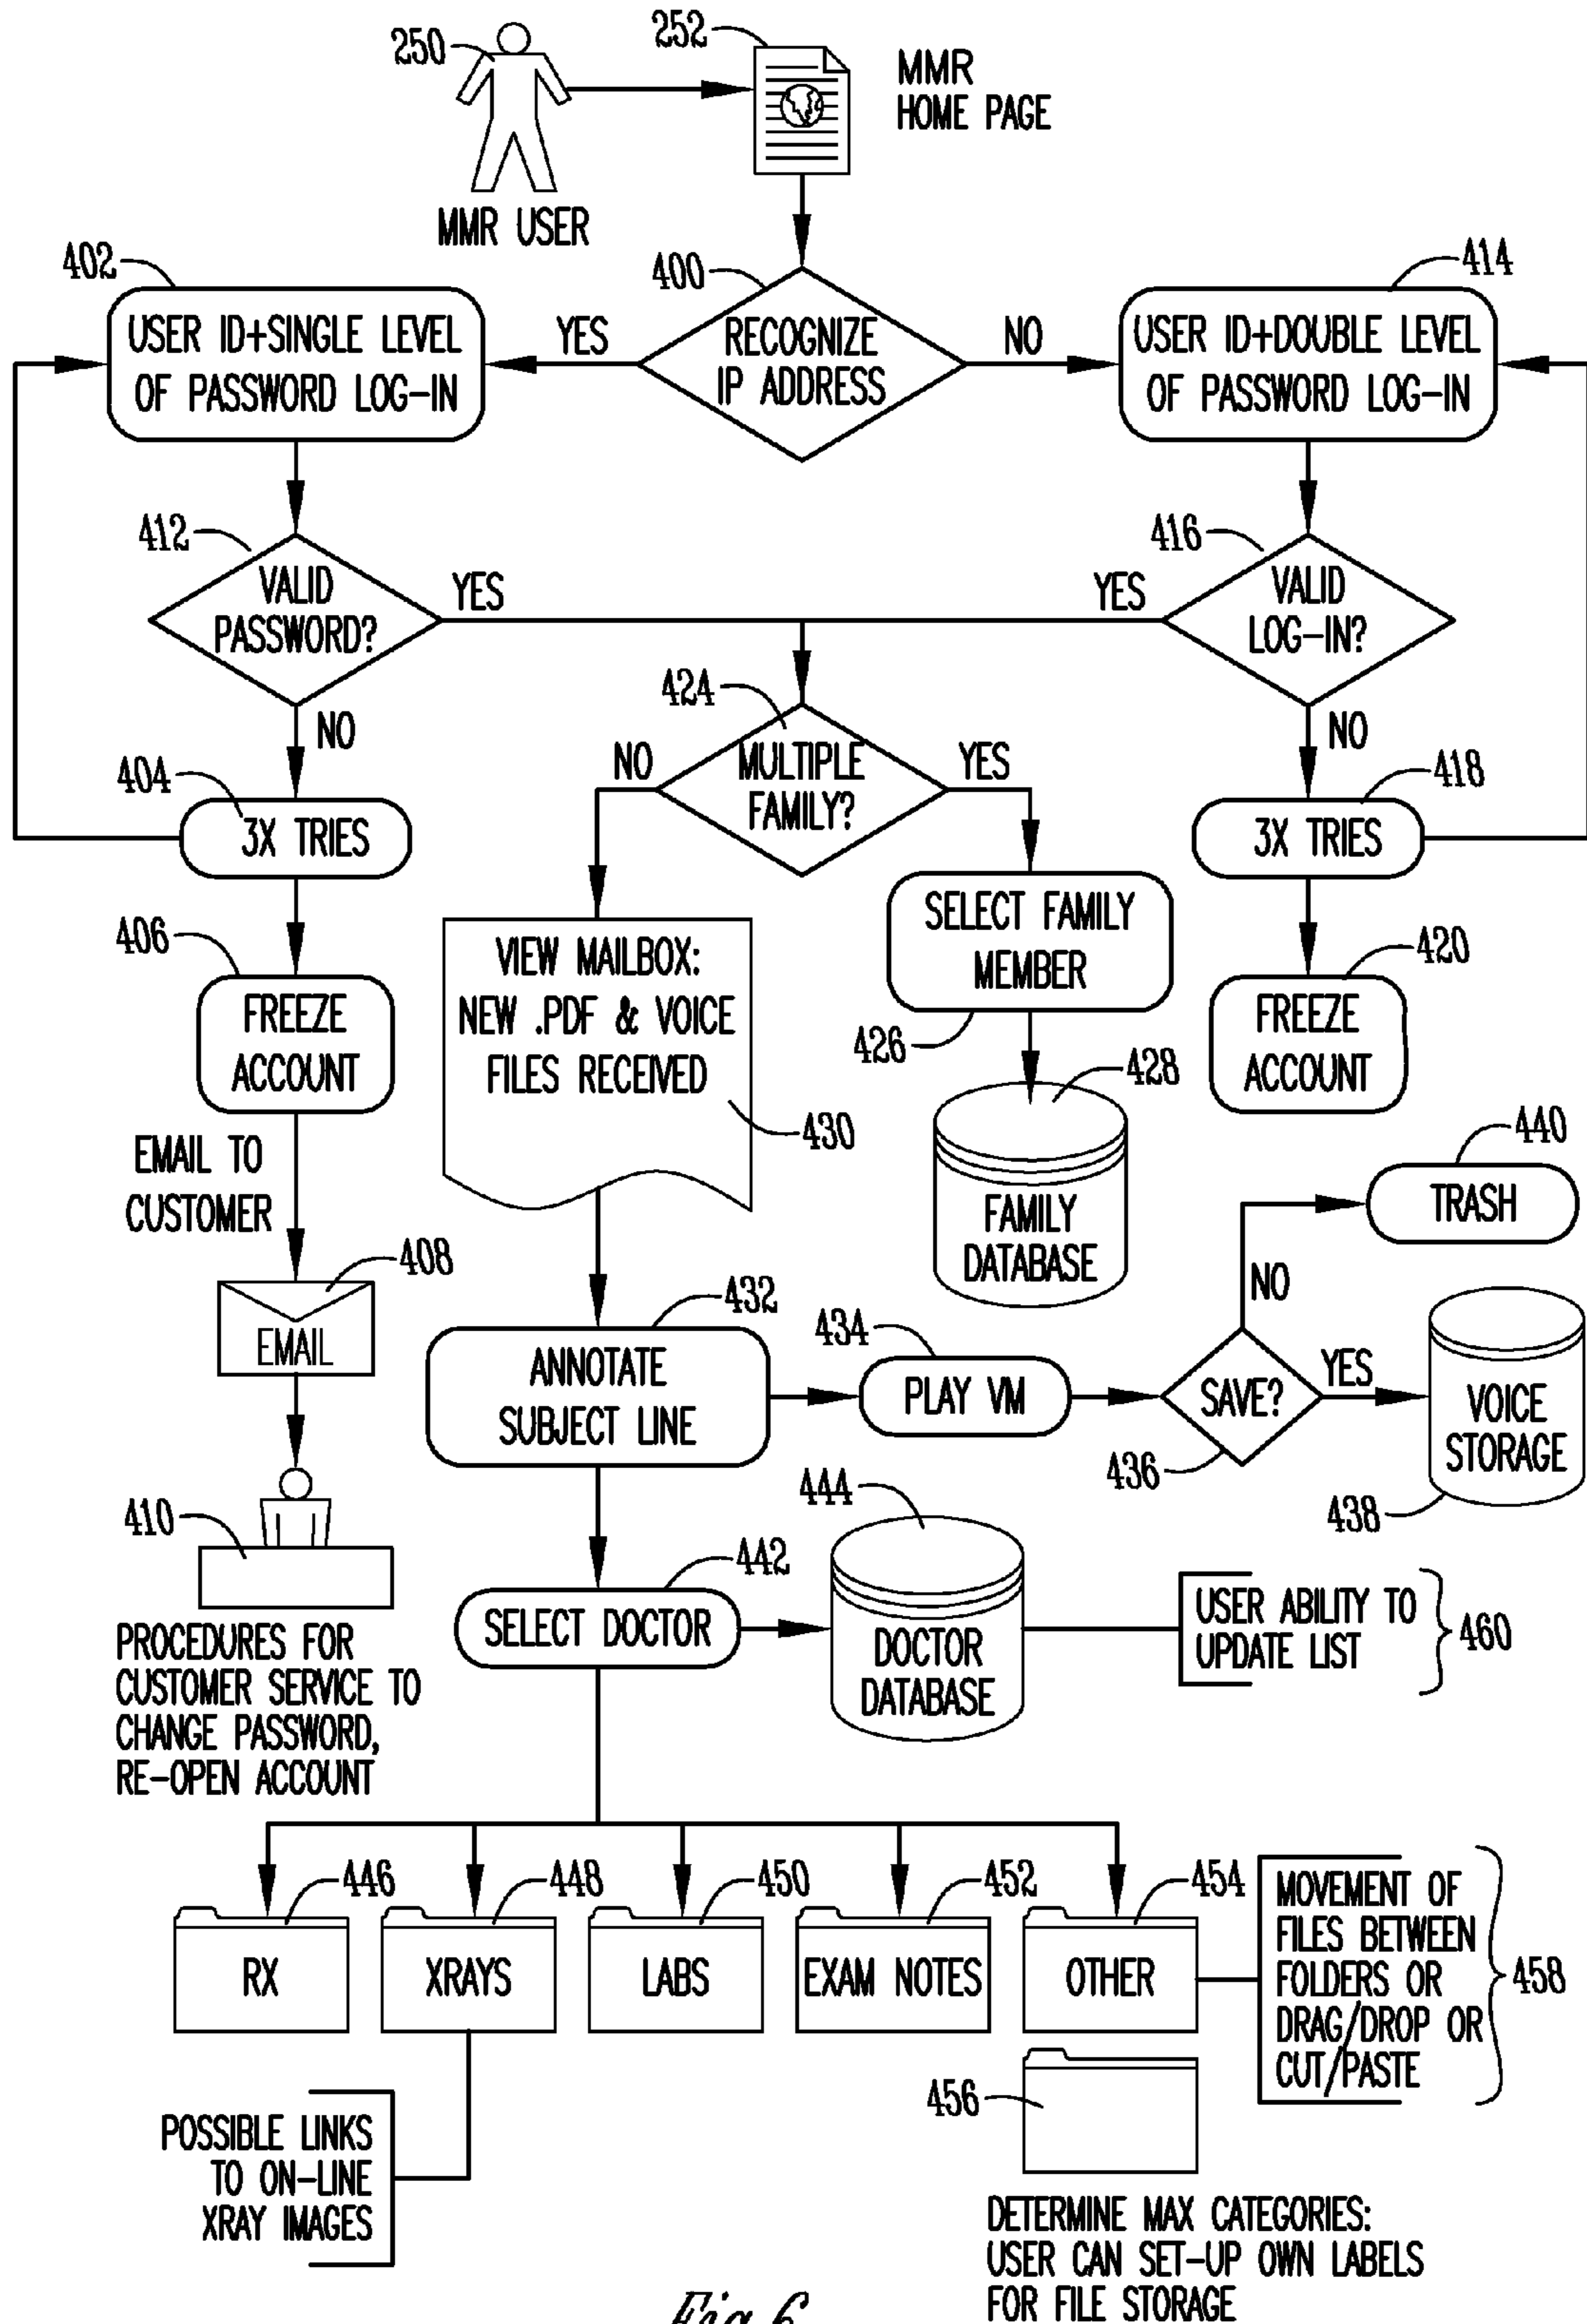 250
252
MMR
HOME PAGE
MMR USER
402
400
414
USER ID+SINGLE LEVEL
OF PASSWORD LOG-IN
YES
RECOGNIZE
IP ADDRESS
NO
USER ID+DOUBLE LEVEL
OF PASSWORD LOG-IN
412
VALID
PASSWORD?
YES
416
YES
VALID
LOG-IN?
NO
424
NO
MULTIPLE
FAMILY?
YES
NO
404
3X TRIES
418
3X TRIES
406
FREEZE
ACCOUNT
VIEW MAILBOX:
NEW .PDF & VOICE
FILES RECEIVED
430
SELECT FAMILY
MEMBER
426
420
FREEZE
ACCOUNT
428
FAMILY
DATABASE
EMAIL TO
CUSTOMER
440
TRASH
408
EMAIL
432
ANNOTATE
SUBJECT LINE
434
PLAY VM
NO
SAVE?
YES
436
VOICE
STORAGE
438
410
PROCEDURES FOR
CUSTOMER SERVICE TO
CHANGE PASSWORD,
RE-OPEN ACCOUNT
442
SELECT DOCTOR
444
DOCTOR
DATABASE
USER ABILITY TO
UPDATE LIST
460
446
RX
448
XRAYS
450
LABS
452
EXAM NOTES
454
OTHER
MOVEMENT OF
FILES BETWEEN
FOLDERS OR
DRAG/DROP OR
CUT/PASTE
458
456
POSSIBLE LINKS
TO ON-LINE
XRAY IMAGES
DETERMINE MAX CATEGORIES:
USER CAN SET-UP OWN LABELS
FOR FILE STORAGE
Fig. 6